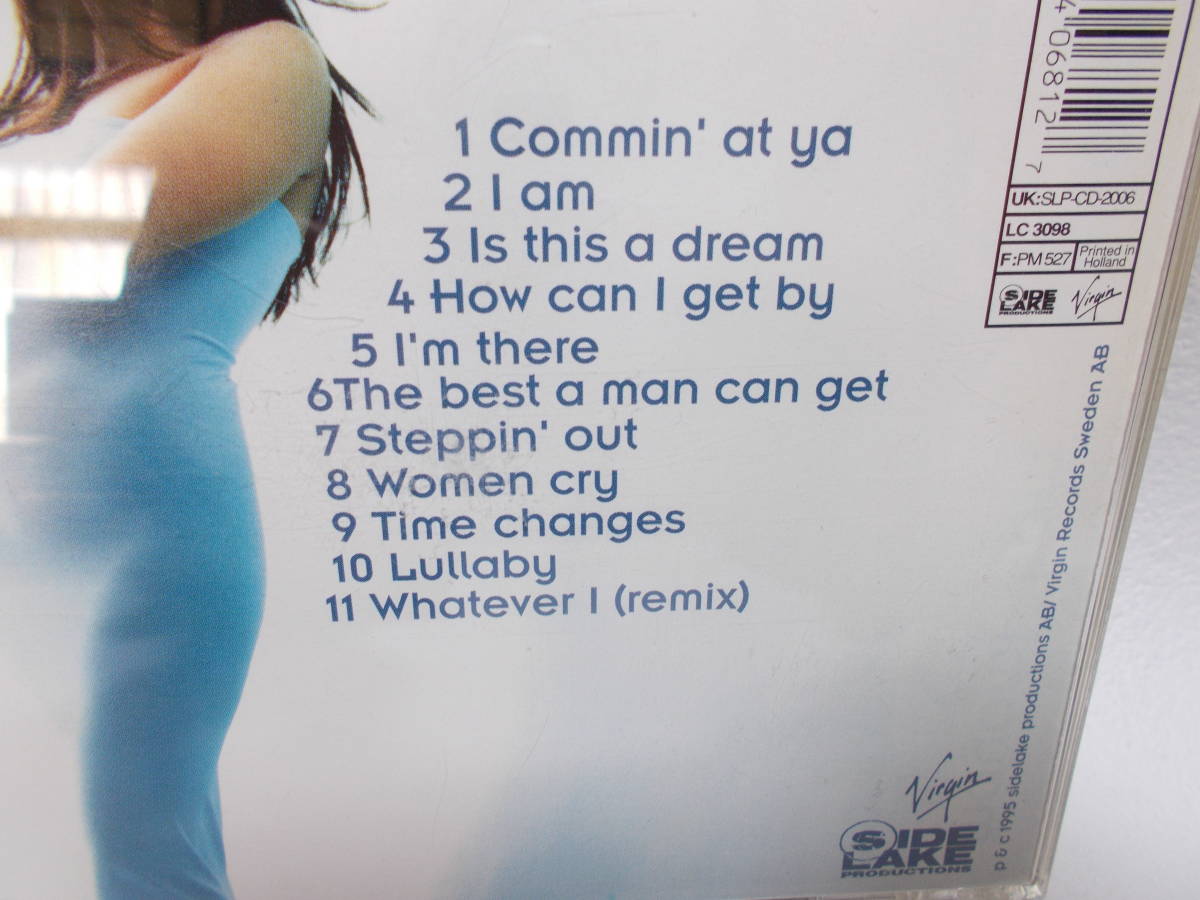 1 Commin' at ya
2 I am
3 Is this a dream
4 How can I get by
5 I'm there
6The best a man can get
7 Steppin' out
8 Women cry
9 Time changes
10 Lullaby
11 Whatever I (remix)
4 06812 7
UK:SLP-CD-2006
LC 3098
F:PM 527
Printed in
Holland
SIDE
LAKE
PRODUCTIONS
Virgin
p & c 1995 sidelake productions AB/ Virgin Records Sweden AB
Virgin
SIDE
LAKE
PRODUCTIONS